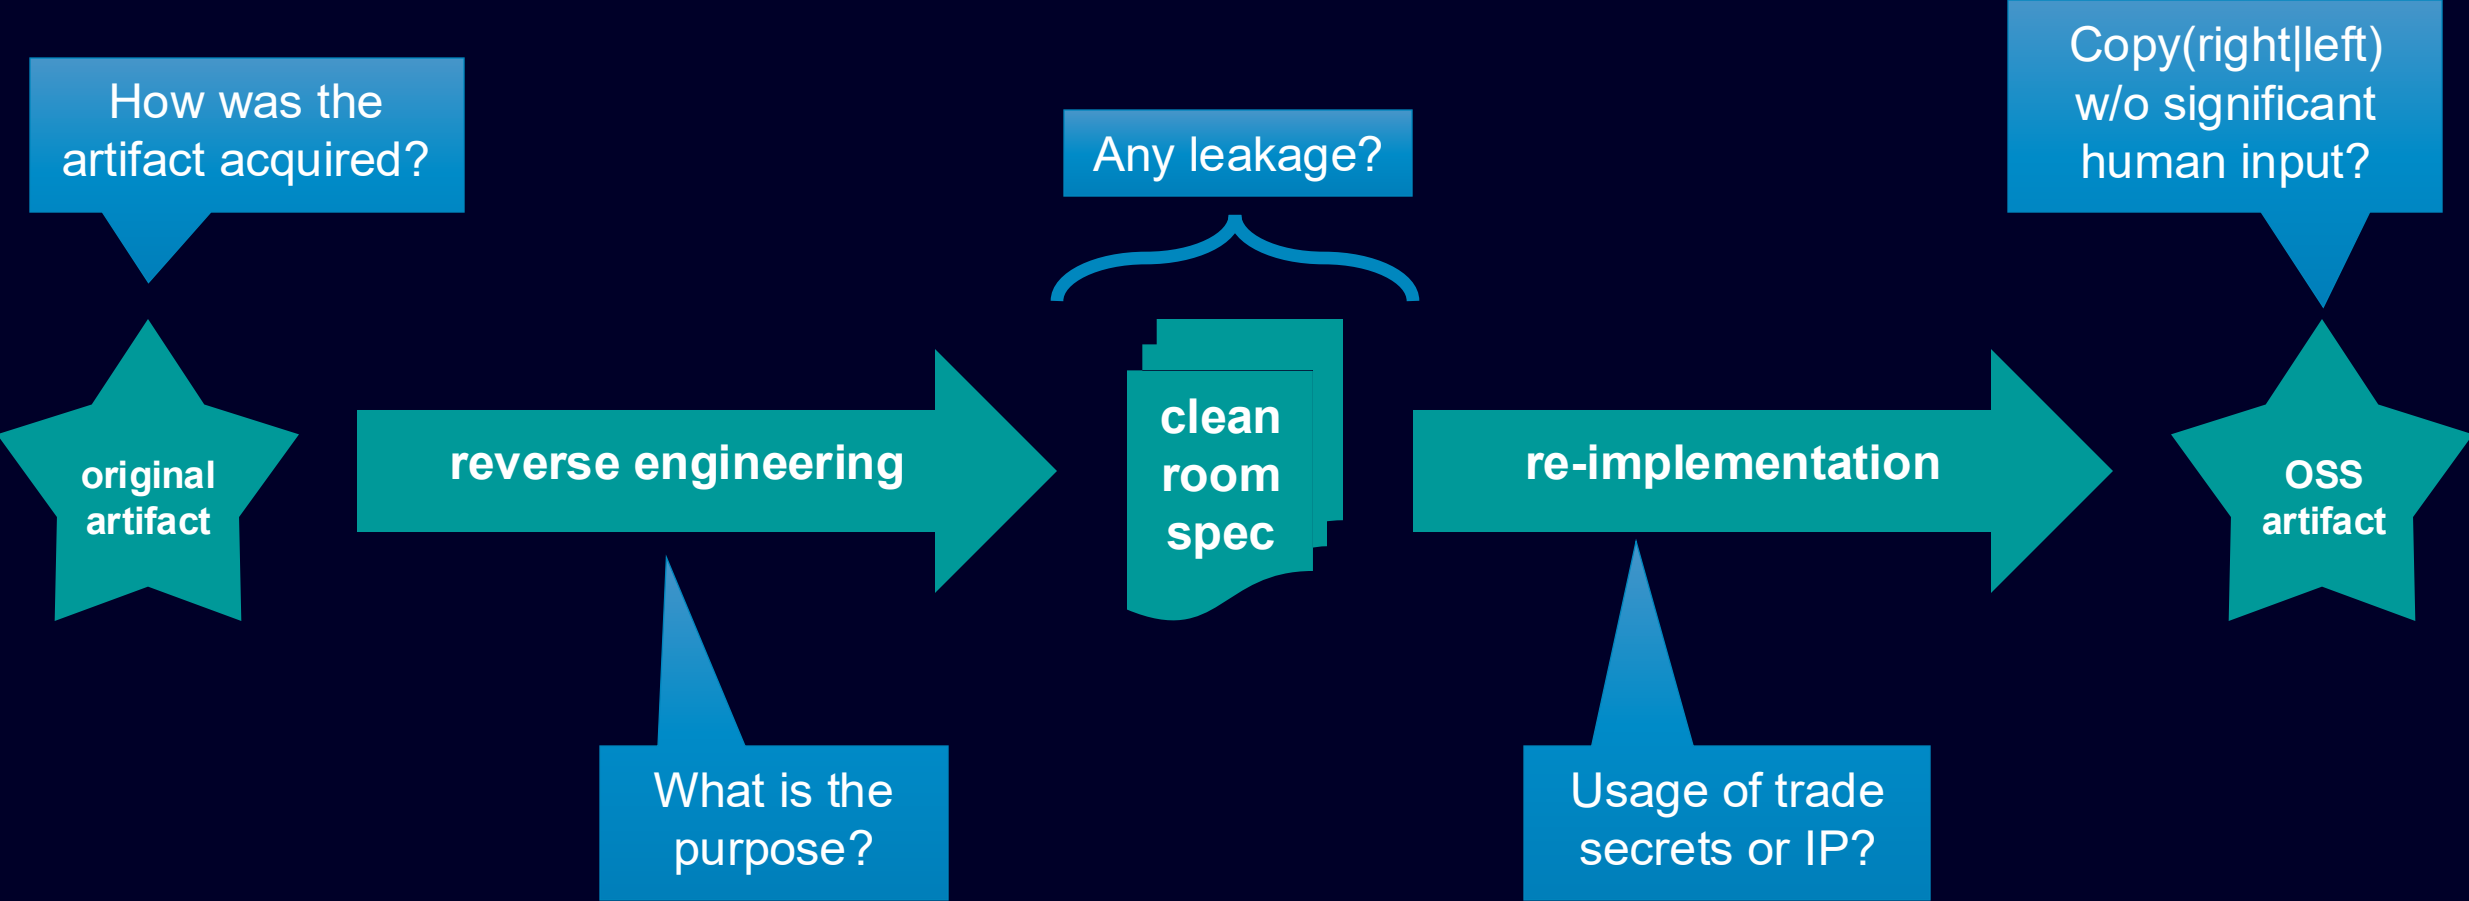 How was the
artifact acquired?
Any leakage?
Copy(right|left)
w/o significant
human input?
original
artifact
reverse engineering
clean
room
spec
re-implementation
OSS
artifact
What is the
purpose?
Usage of trade
secrets or IP?